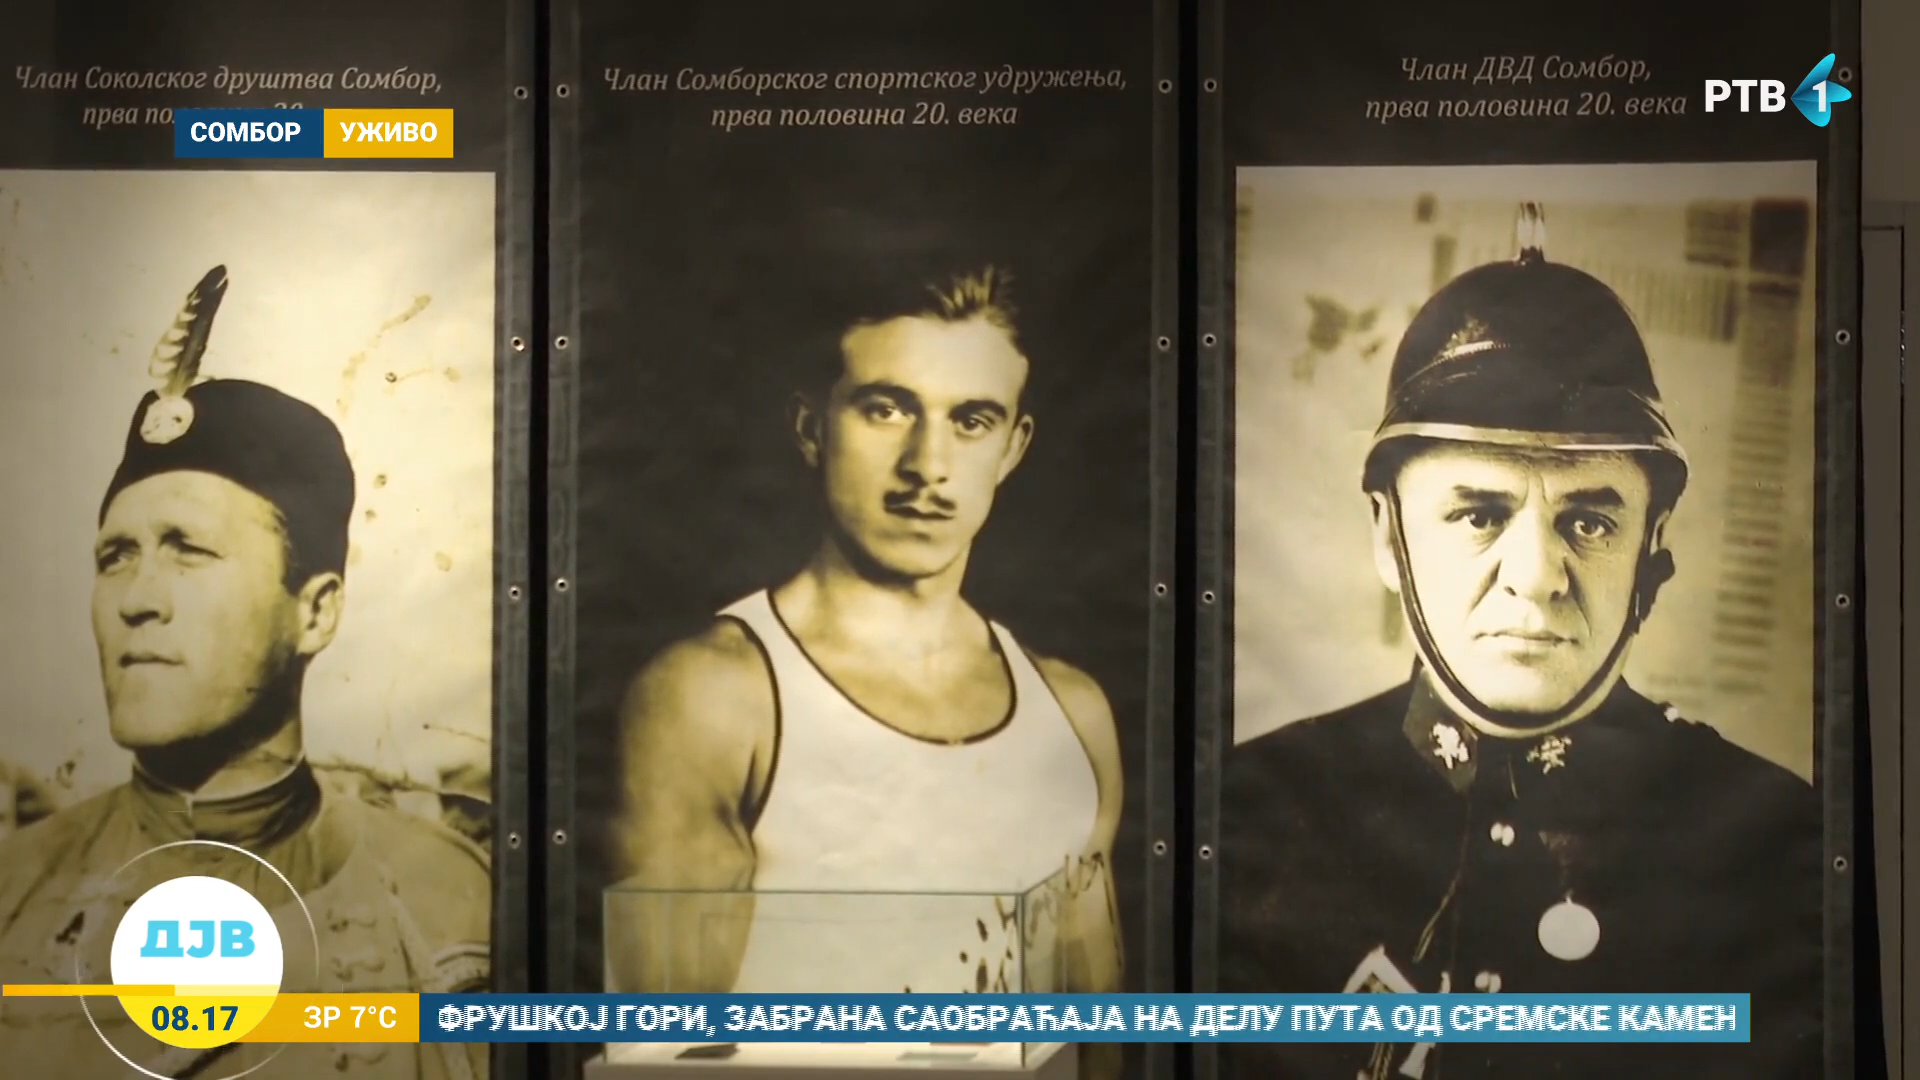 Члан Соколског друштва Сомбор,
прва
Члан Сомборског спортског удружења,
прва половина 20. века
Члан ДВД Сомбор,
прва половина 20. века
РТВ 1
СОМБОР УЖИВО
ДЈВ
08.17 ЗР 7°C ФРУШКОЈ ГОРИ, ЗАБРАНА САОБРАЋАЈА НА ДЕЛУ ПУТА ОД СРЕМСКЕ КАМЕН